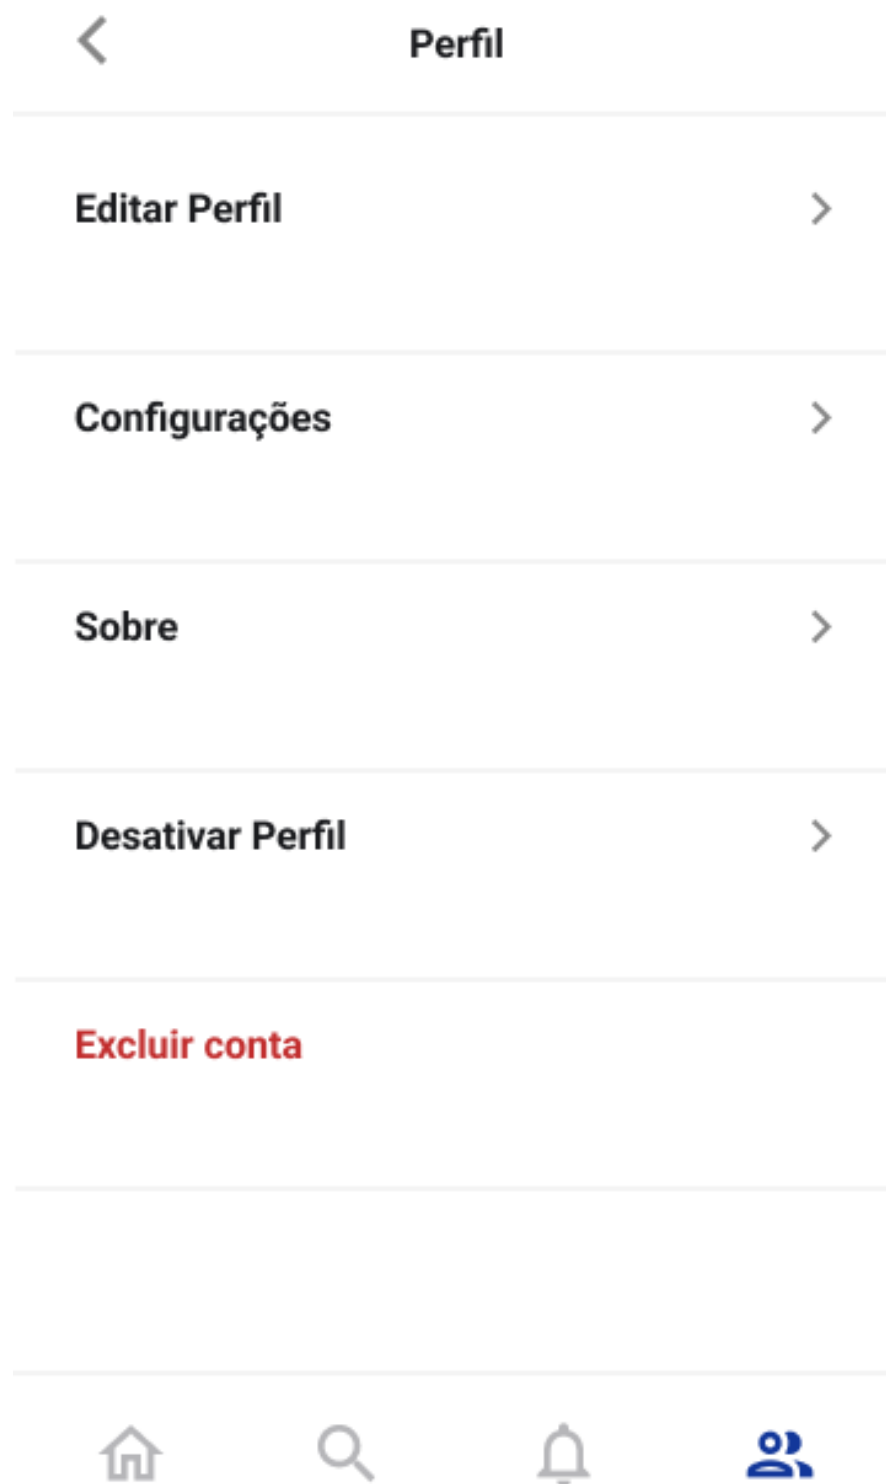 Perfil
Editar Perfil
Configurações
Sobre
Desativar Perfil
Excluir conta